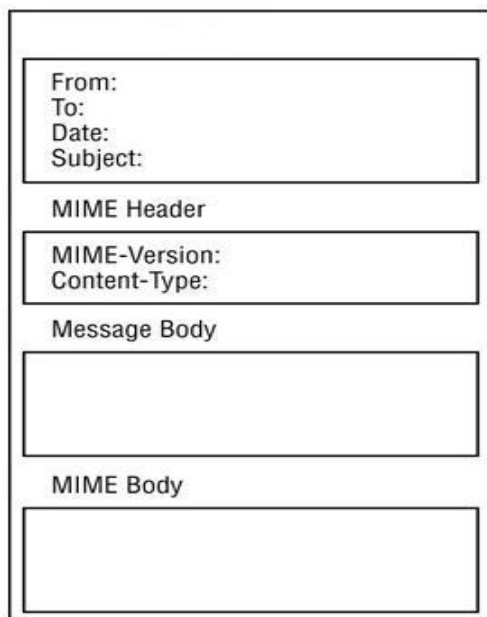 From:
To:
Date:
Subject:
MIME Header
MIME-Version:
Content-Type:
Message Body
MIME Body